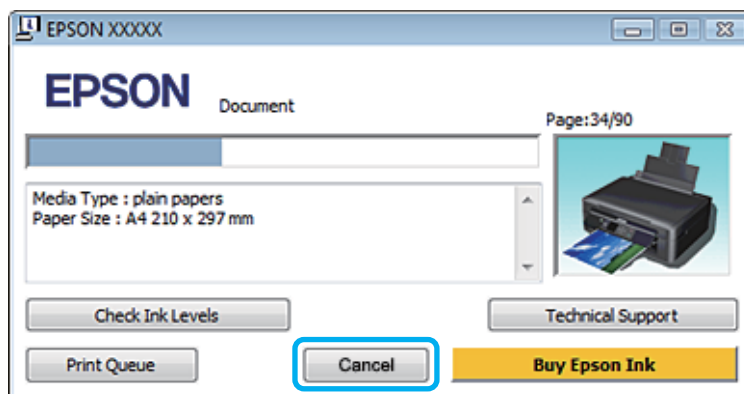 EPSON XXXXX
EPSON
Document
Page:34/90
Media Type : plain papers
Paper Size : A4 210 x 297 mm
Check Ink Levels
Technical Support
Print Queue
Cancel
Buy Epson Ink